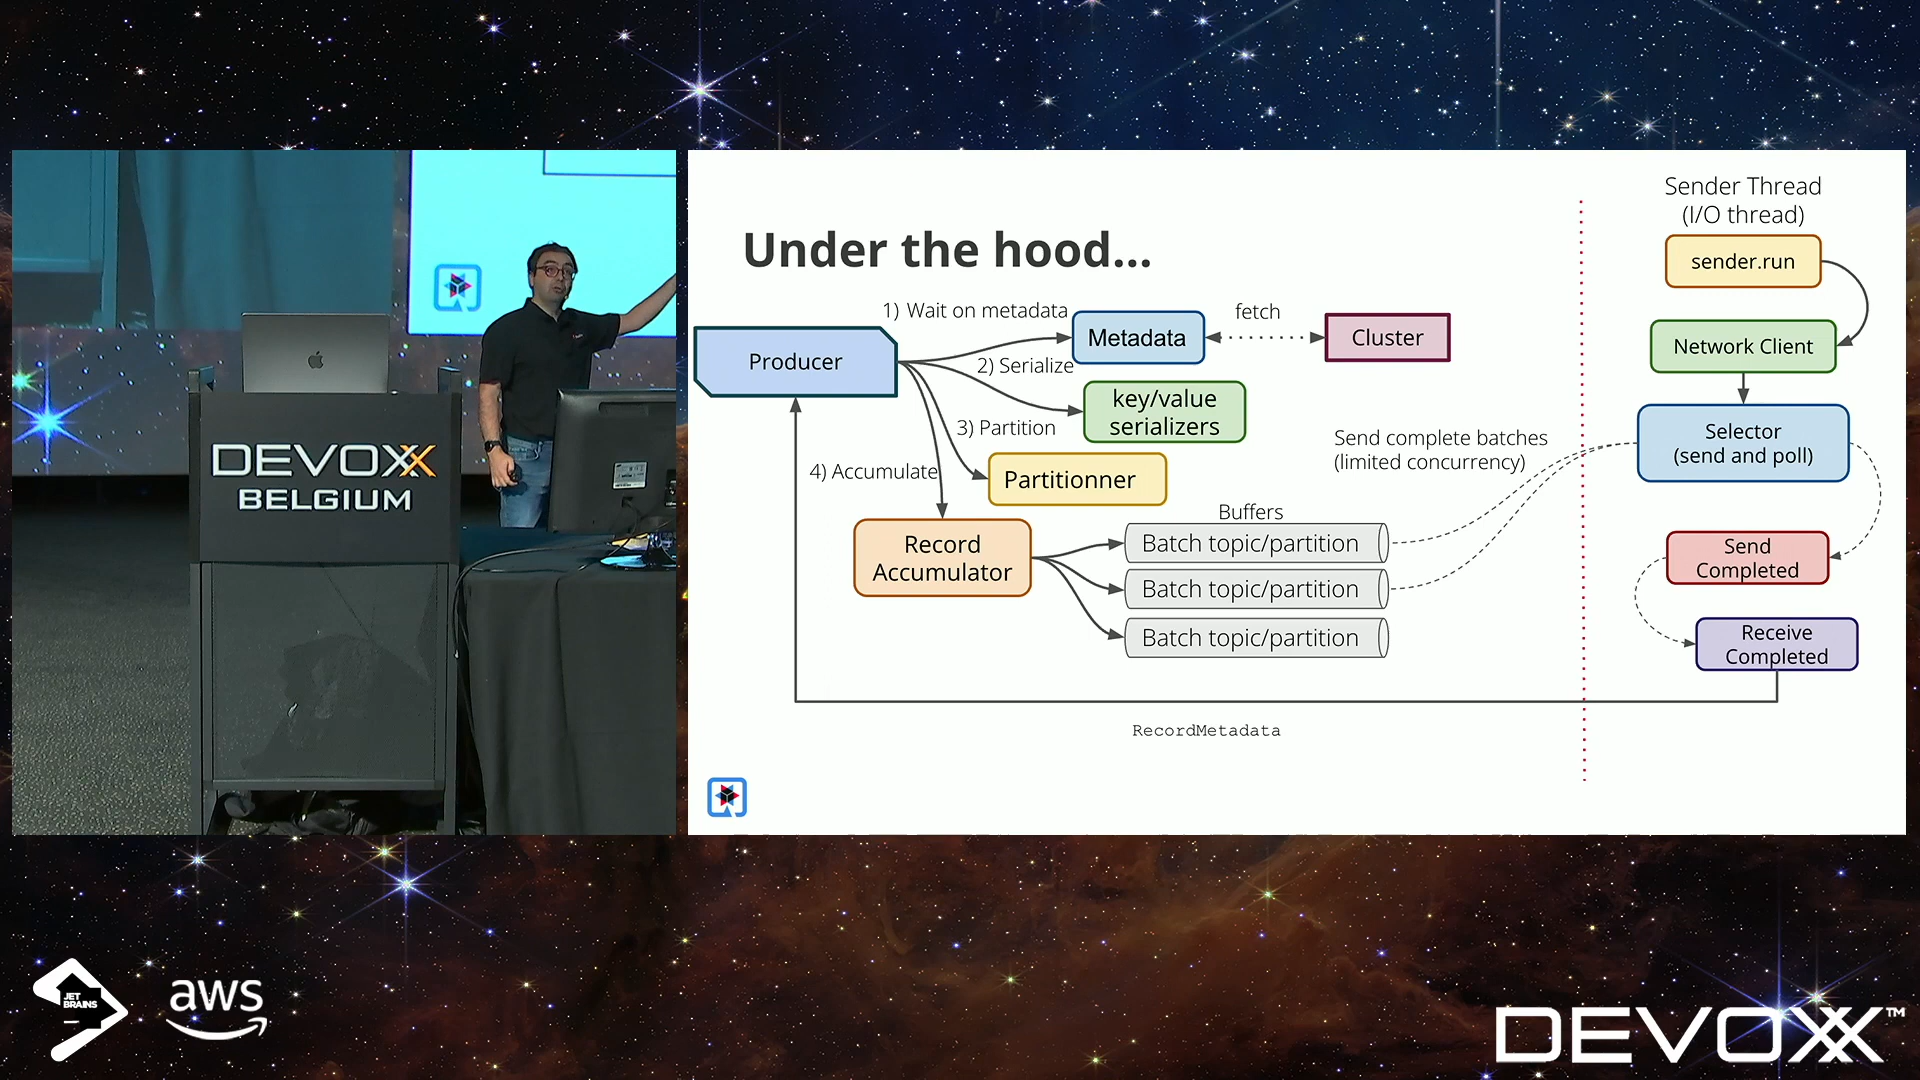 DEVOXX
BELGIUM
Under the hood...
Producer
1) Wait on metadata
Metadata
fetch
Cluster
2) Serialize
key/value
serializers
3) Partition
Partitionner
4) Accumulate
Record
Accumulator
Buffers
Batch topic/partition
Batch topic/partition
Batch topic/partition
Send complete batches
(limited concurrency)
RecordMetadata
Sender Thread
(I/O thread)
sender.run
Network Client
Selector
(send and poll)
Send
Completed
Receive
Completed
JET
BRAINS
aws
DEVOXX™